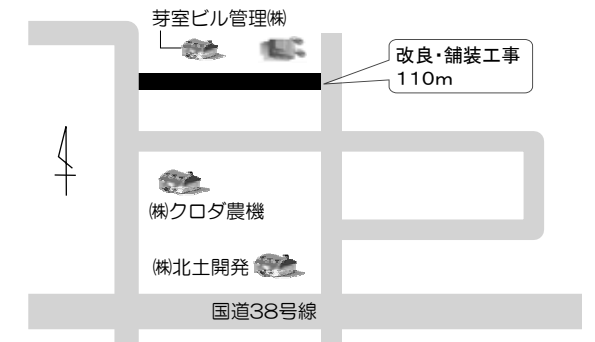 芽室ビル管理㈱
改良・舗装工事
110m
㈱クロダ農機
㈱北土開発
国道38号線